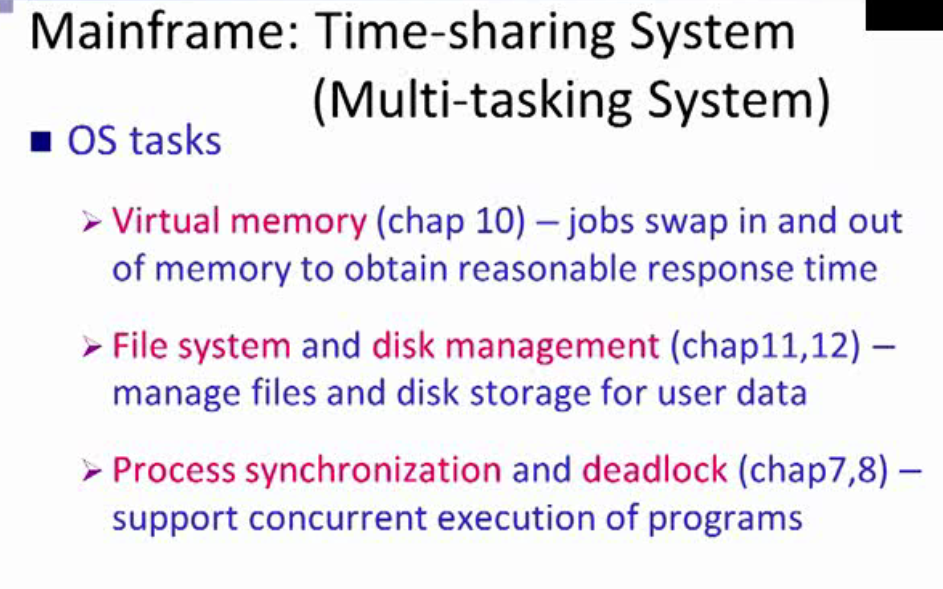 Mainframe: Time-sharing System
(Multi-tasking System)
OS tasks
Virtual memory (chap 10) – jobs swap in and out
of memory to obtain reasonable response time
File system and disk management (chap11,12) –
manage files and disk storage for user data
Process synchronization and deadlock (chap7,8) –
support concurrent execution of programs